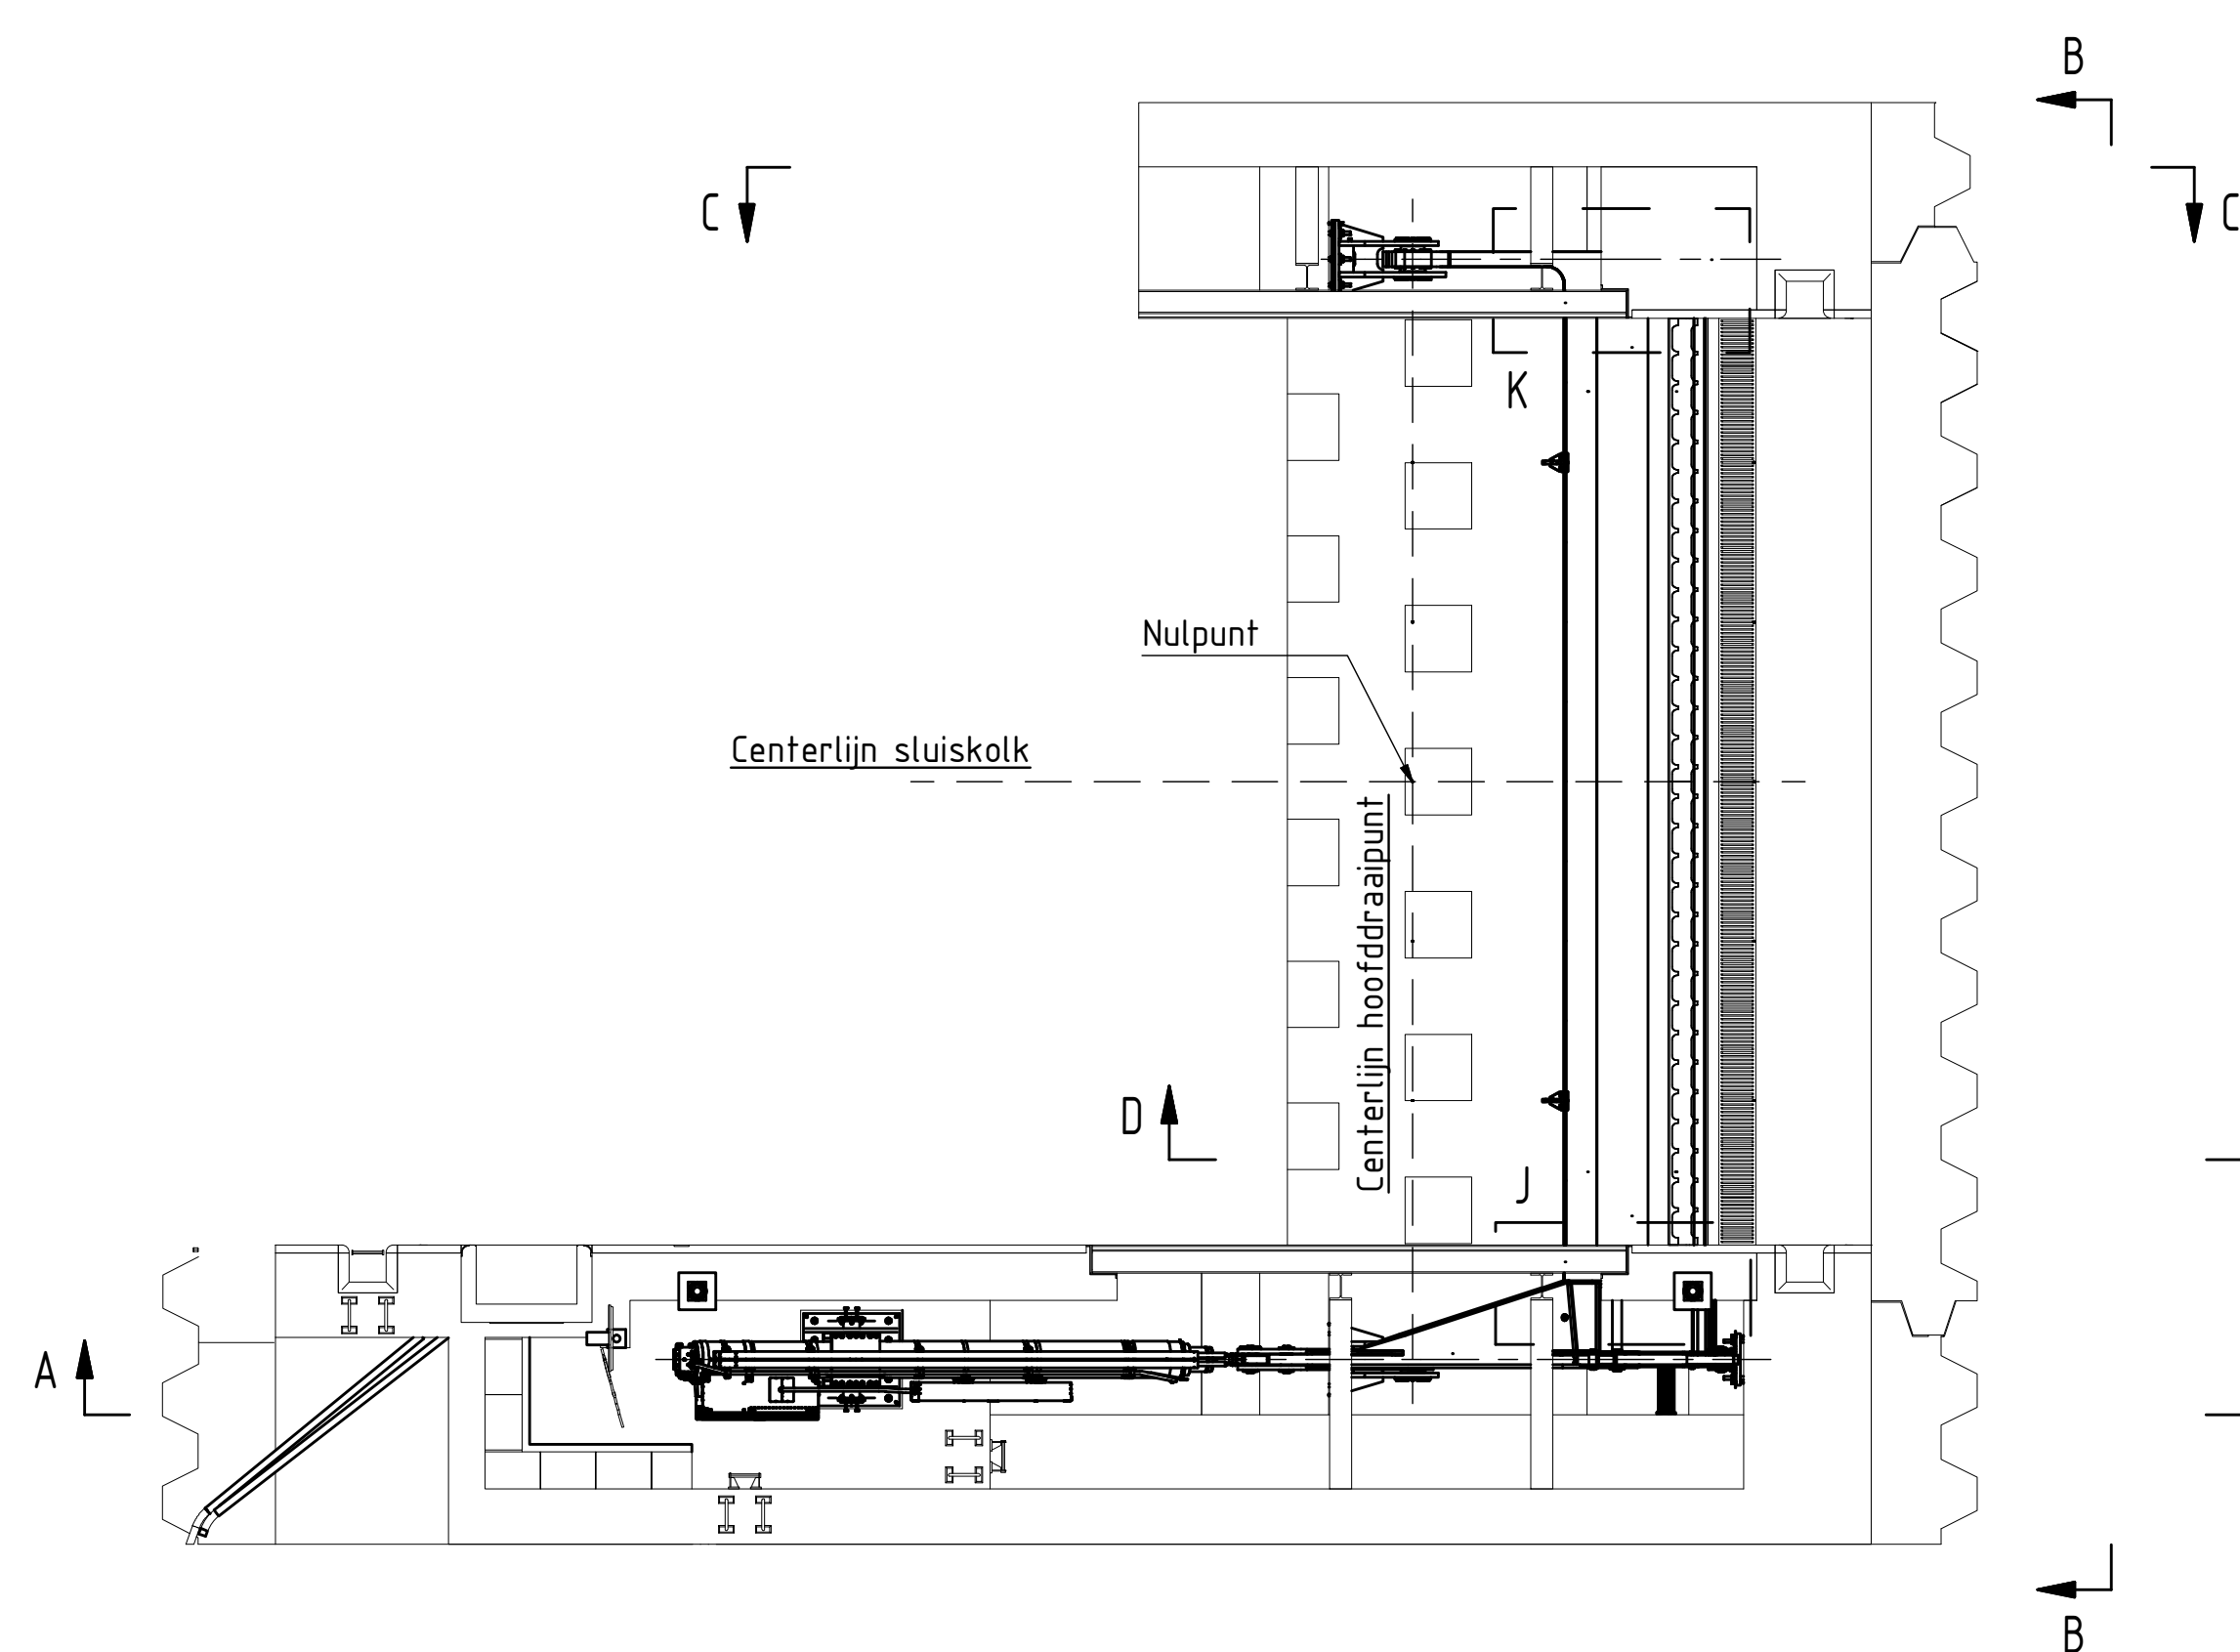 B
C
C
K
Nulpunt
Centerlijn sluiskolk
Centerlijn hoofddraaipunt
D
J
A
B